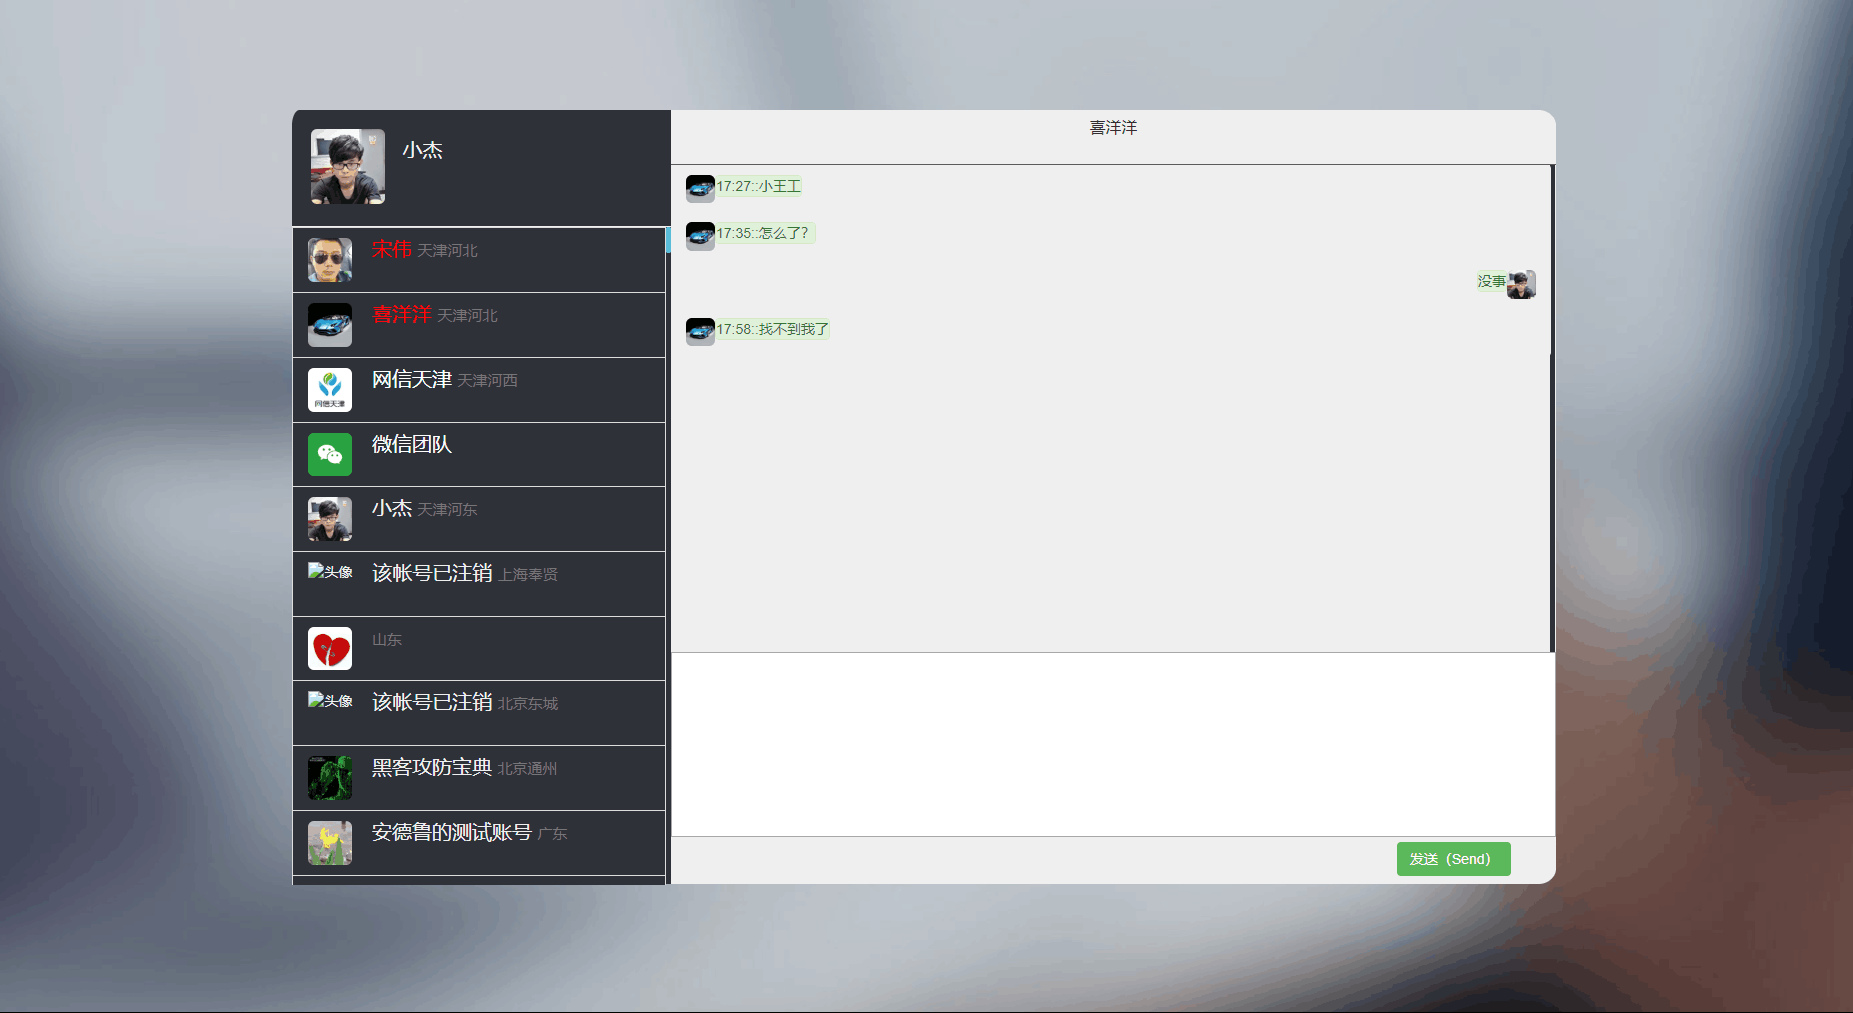 小杰
宋伟 天津河北
喜洋洋 天津河北
网信天津 天津河西
网信天津
微信团队
小杰 天津河东
头像 该帐号已注销 上海奉贤
山东
头像 该帐号已注销 北京东城
黑客攻防宝典 北京通州
安德鲁的测试账号 广东
喜洋洋
17:27::小王工
17:35::怎么了?
没事
17:58::找不到我了
发送（Send）